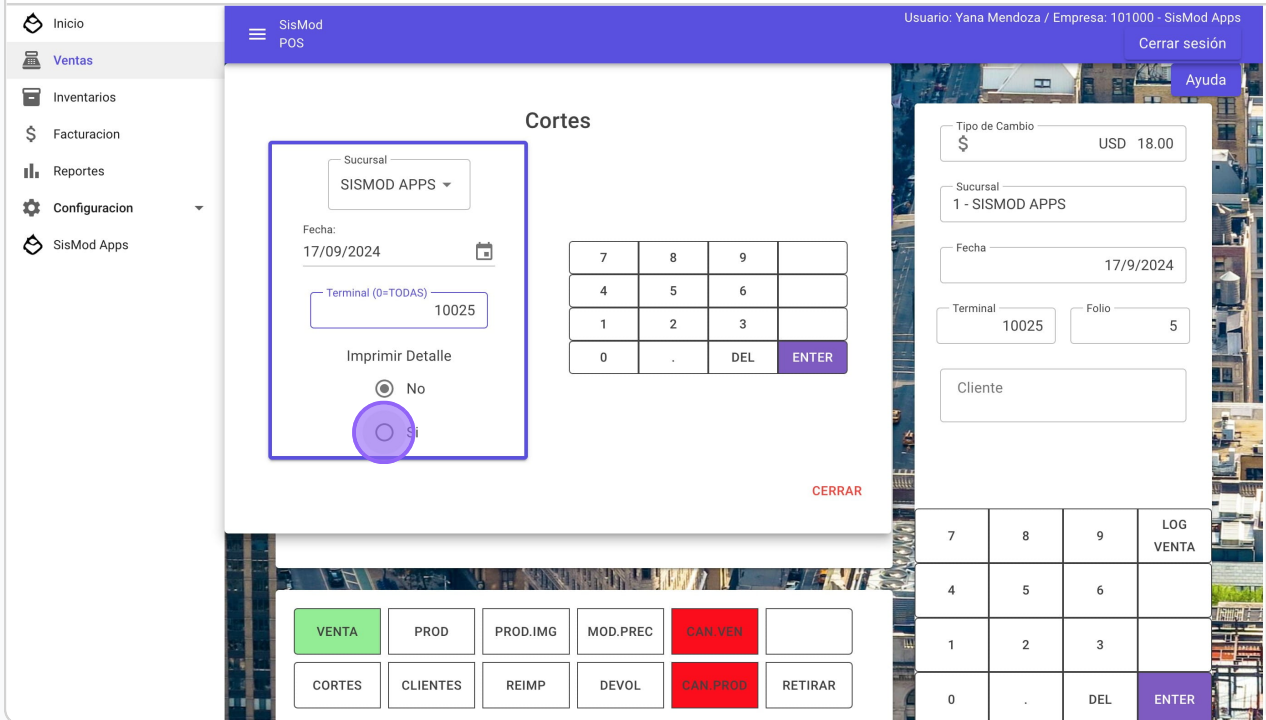 Inicio
Ventas
Inventarios
Facturacion
Reportes
Configuracion
SisMod Apps
SisMod
POS
Usuario: Yana Mendoza / Empresa: 101000 - SisMod Apps
Cerrar sesión
Ayuda
Cortes
Sucursal
SISMOD APPS
Fecha:
17/09/2024
Terminal (0=TODAS)
10025
Imprimir Detalle
No
Si
7 8 9
4 5 6
1 2 3
0 . DEL ENTER
CERRAR
Tipo de Cambio
$ USD 18.00
Sucursal
1 - SISMOD APPS
Fecha
17/9/2024
Terminal
10025
Folio
5
Cliente
7 8 9 LOG VENTA
4 5 6
1 2 3
0 . DEL ENTER
VENTA PROD PROD.IMG MOD.PREC CAN.VEN
CORTES CLIENTES REIMP DEVOL CAN.PROD RETIRAR